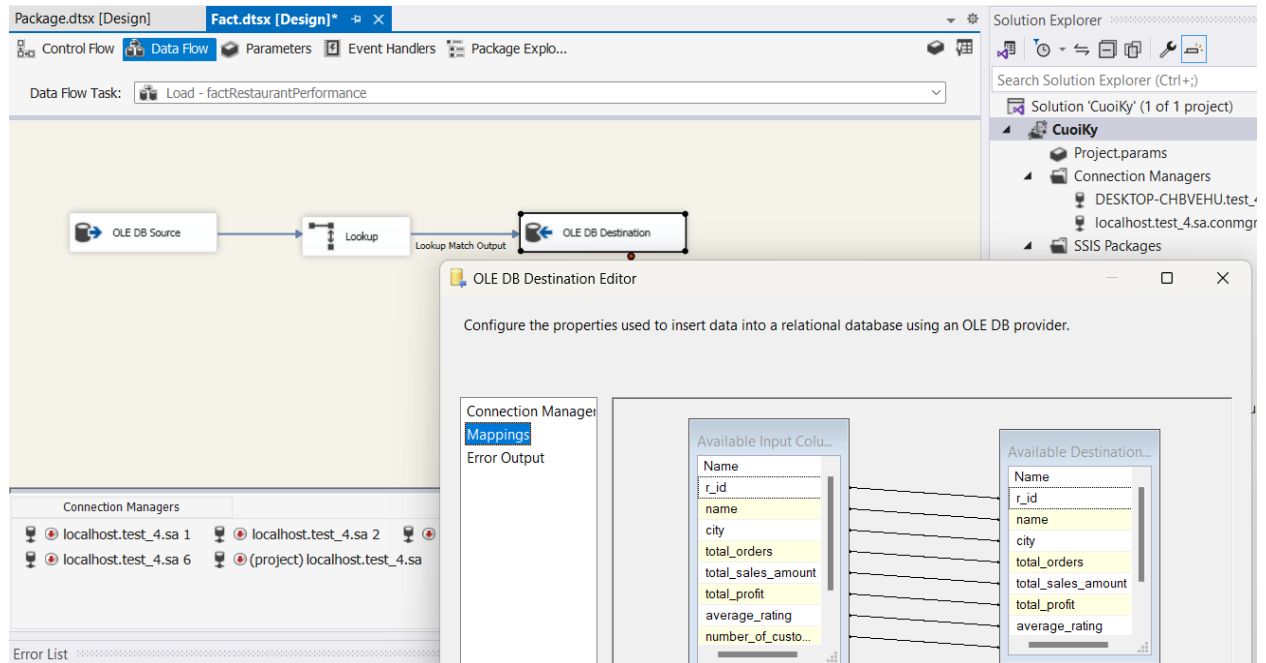 Package.dtsx [Design]
Fact.dtsx [Design]*
Solution Explorer
Control Flow
Data Flow
Parameters
Event Handlers
Package Explo...
Search Solution Explorer (Ctrl+;)
Data Flow Task:
Load - factRestaurantPerformance
Solution 'CuoiKy' (1 of 1 project)
CuoiKy
Project.params
Connection Managers
DESKTOP-CHBVEHU.test_4
localhost.test_4.sa.conmgr
SSIS Packages
OLE DB Source
Lookup
Lookup Match Output
OLE DB Destination
OLE DB Destination Editor
Configure the properties used to insert data into a relational database using an OLE DB provider.
Connection Manager
Mappings
Error Output
Available Input Colu...
Name
r_id
name
city
total_orders
total_sales_amount
total_profit
average_rating
number_of_custo...
Available Destination...
Name
r_id
name
city
total_orders
total_sales_amount
total_profit
average_rating
Connection Managers
localhost.test_4.sa 1
localhost.test_4.sa 2
localhost.test_4.sa 6
(project) localhost.test_4.sa
Error List